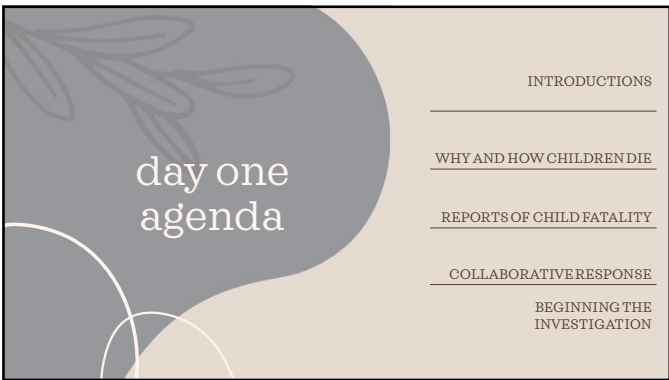 day one
agenda
INTRODUCTIONS
WHY AND HOW CHILDREN DIE
REPORTS OF CHILD FATALITY
COLLABORATIVE RESPONSE
BEGINNING THE
INVESTIGATION